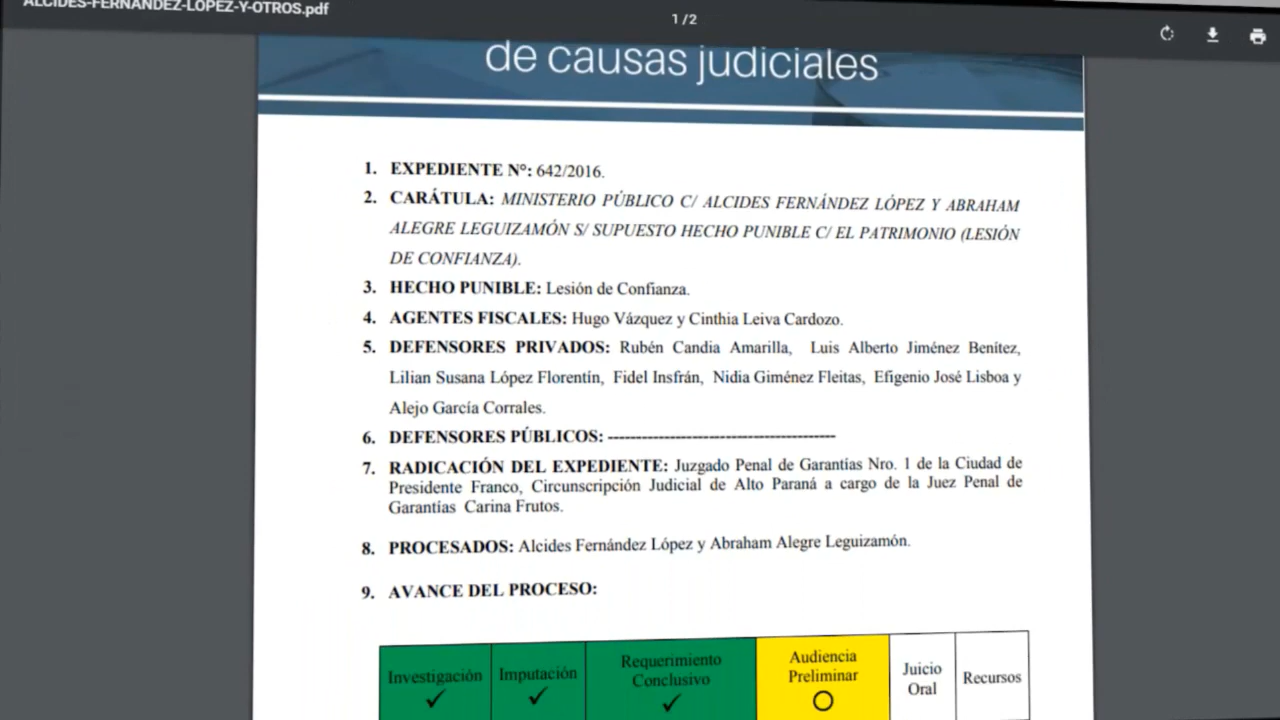 ALCIDES-FERNANDEZ-LOPEZ-Y-OTROS.pdf
1 / 2
de causas judiciales
1. EXPEDIENTE Nº: 642/2016.
2. CARÁTULA: MINISTERIO PÚBLICO C/ ALCIDES FERNÁNDEZ LÓPEZ Y ABRAHAM
ALEGRE LEGUIZAMÓN S/ SUPUESTO HECHO PUNIBLE C/ EL PATRIMONIO (LESIÓN
DE CONFIANZA).
3. HECHO PUNIBLE: Lesión de Confianza.
4. AGENTES FISCALES: Hugo Vázquez y Cinthia Leiva Cardozo.
5. DEFENSORES PRIVADOS: Rubén Candia Amarilla, Luis Alberto Jiménez Benítez,
Lilian Susana López Florentín, Fidel Insfrán, Nidia Giménez Fleitas, Efigenio José Lisboa y
Alejo García Corrales.
6. DEFENSORES PÚBLICOS: -----------------------------------------
7. RADICACIÓN DEL EXPEDIENTE: Juzgado Penal de Garantías Nro. 1 de la Ciudad de
Presidente Franco, Circunscripción Judicial de Alto Paraná a cargo de la Juez Penal de
Garantías Carina Frutos.
8. PROCESADOS: Alcides Fernández López y Abraham Alegre Leguizamón.
9. AVANCE DEL PROCESO:
Investigación
Imputación
Requerimiento
Conclusivo
Audiencia
Preliminar
Juicio
Oral
Recursos